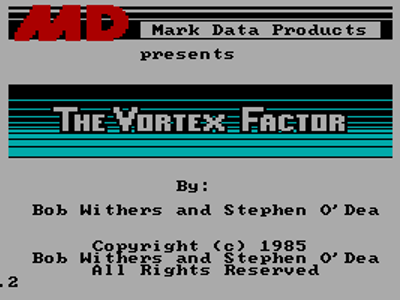 MD Mark Data Products
presents
The Vortex Factor
By:
Bob Withers and Stephen O'Dea
Copyright (c) 1985
Bob Withers and Stephen O'Dea
All Rights Reserved
.2